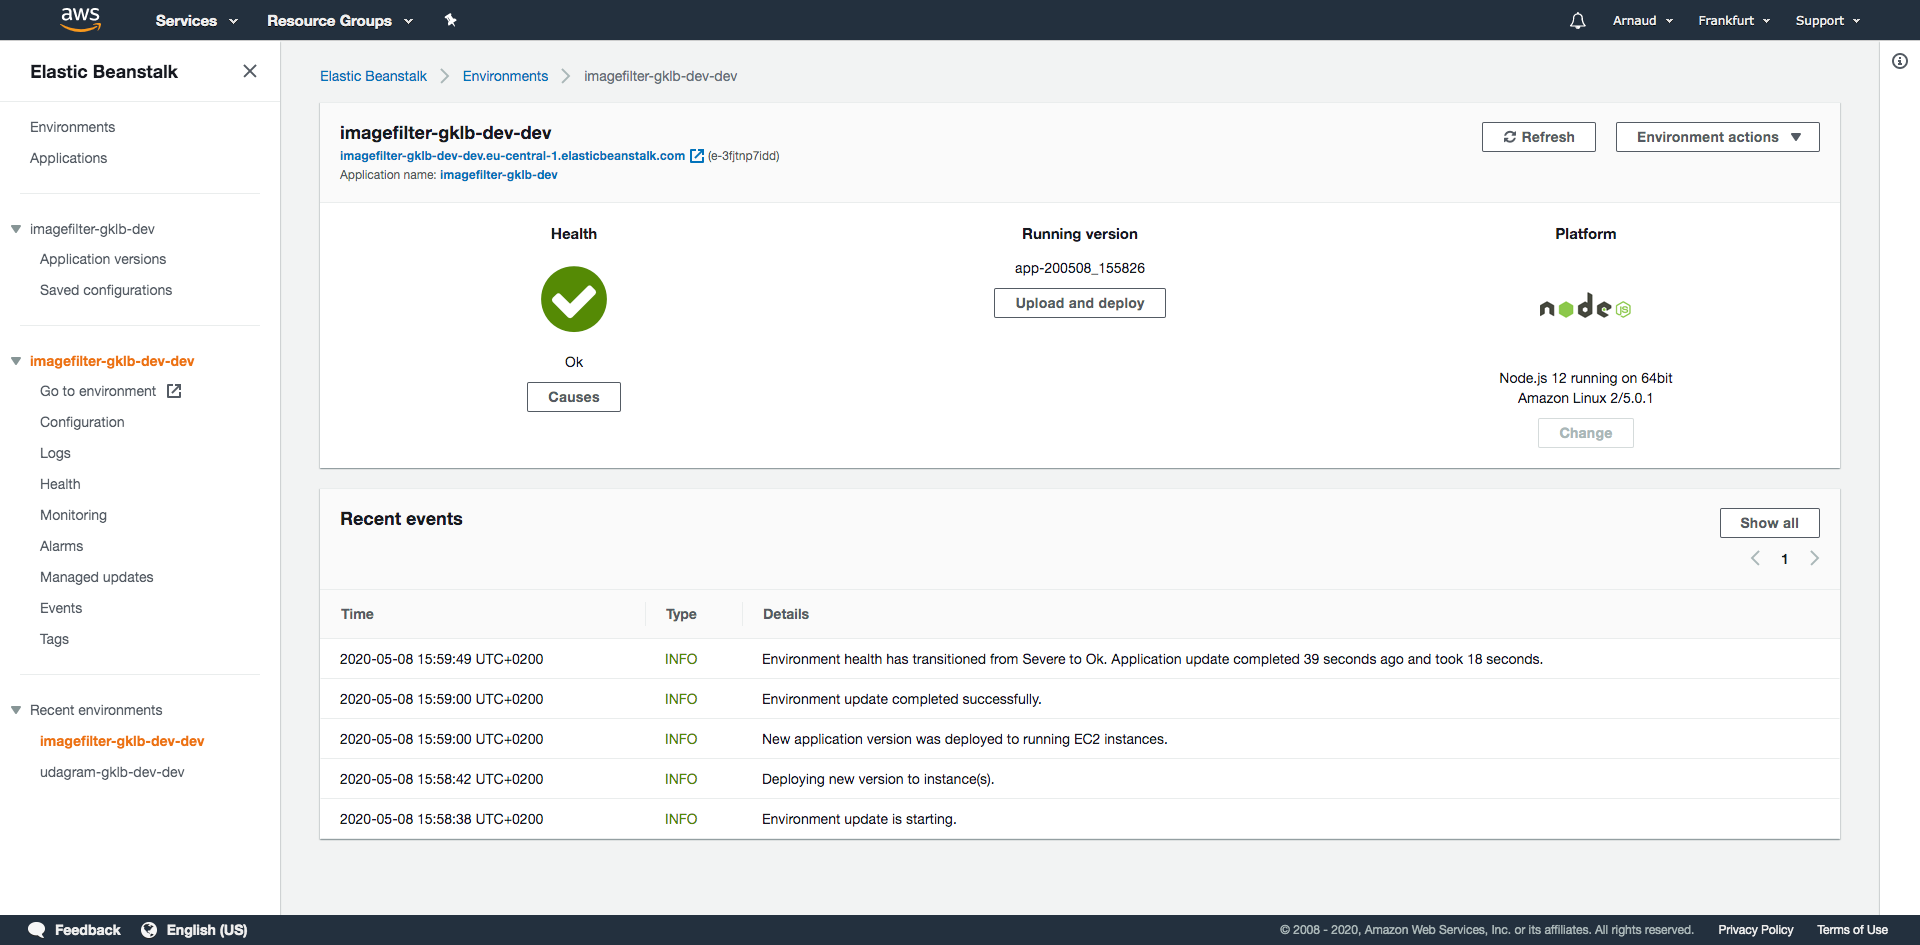 aws
Services
Resource Groups
Arnaud
Frankfurt
Support
Elastic Beanstalk
Environments
Applications
imagefilter-gklb-dev
Application versions
Saved configurations
imagefilter-gklb-dev-dev
Go to environment
Configuration
Logs
Health
Monitoring
Alarms
Managed updates
Events
Tags
Recent environments
imagefilter-gklb-dev-dev
udagram-gklb-dev-dev
Elastic Beanstalk
Environments
imagefilter-gklb-dev-dev
imagefilter-gklb-dev-dev
imagefilter-gklb-dev-dev.eu-central-1.elasticbeanstalk.com (e-3fjtnp7idd)
Application name: imagefilter-gklb-dev
Refresh
Environment actions
Health
Ok
Causes
Running version
app-200508_155826
Upload and deploy
Platform
node JS
Node.js 12 running on 64bit
Amazon Linux 2/5.0.1
Change
Recent events
Show all
1
Time Type Details
2020-05-08 15:59:49 UTC+0200 INFO Environment health has transitioned from Severe to Ok. Application update completed 39 seconds ago and took 18 seconds.
2020-05-08 15:59:00 UTC+0200 INFO Environment update completed successfully.
2020-05-08 15:59:00 UTC+0200 INFO New application version was deployed to running EC2 instances.
2020-05-08 15:58:42 UTC+0200 INFO Deploying new version to instance(s).
2020-05-08 15:58:38 UTC+0200 INFO Environment update is starting.
Feedback
English (US)
© 2008 - 2020, Amazon Web Services, Inc. or its affiliates. All rights reserved.
Privacy Policy
Terms of Use